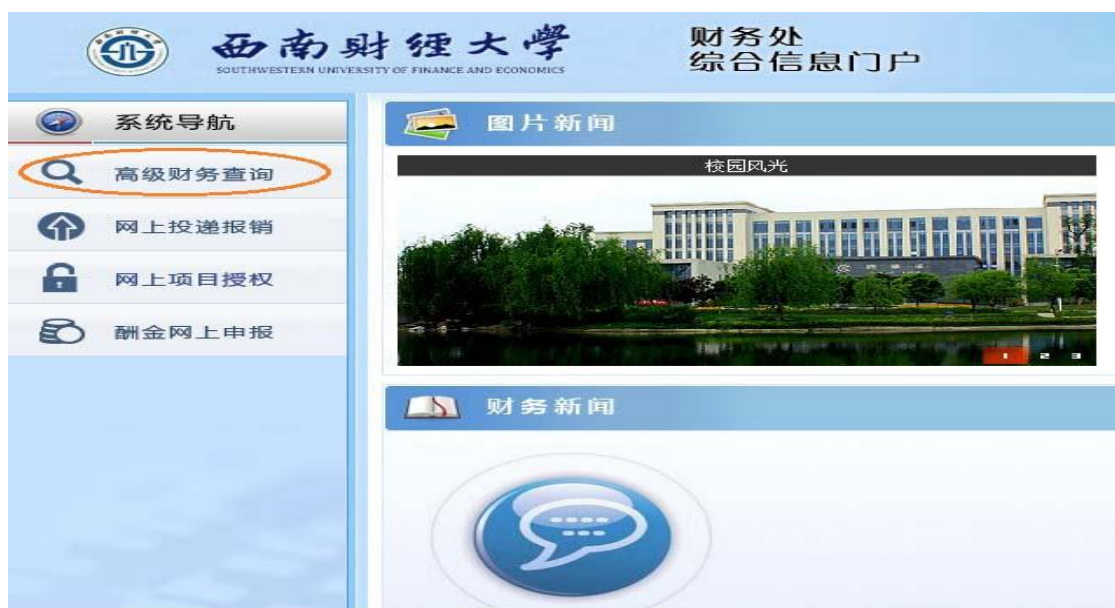 西南财经大学
SOUTHWESTERN UNIVERSITY OF FINANCE AND ECONOMICS
财务处
综合信息门户
系统导航
高级财务查询
网上投递报销
网上项目授权
酬金网上申报
图片新闻
校园风光
1 2 3
财务新闻